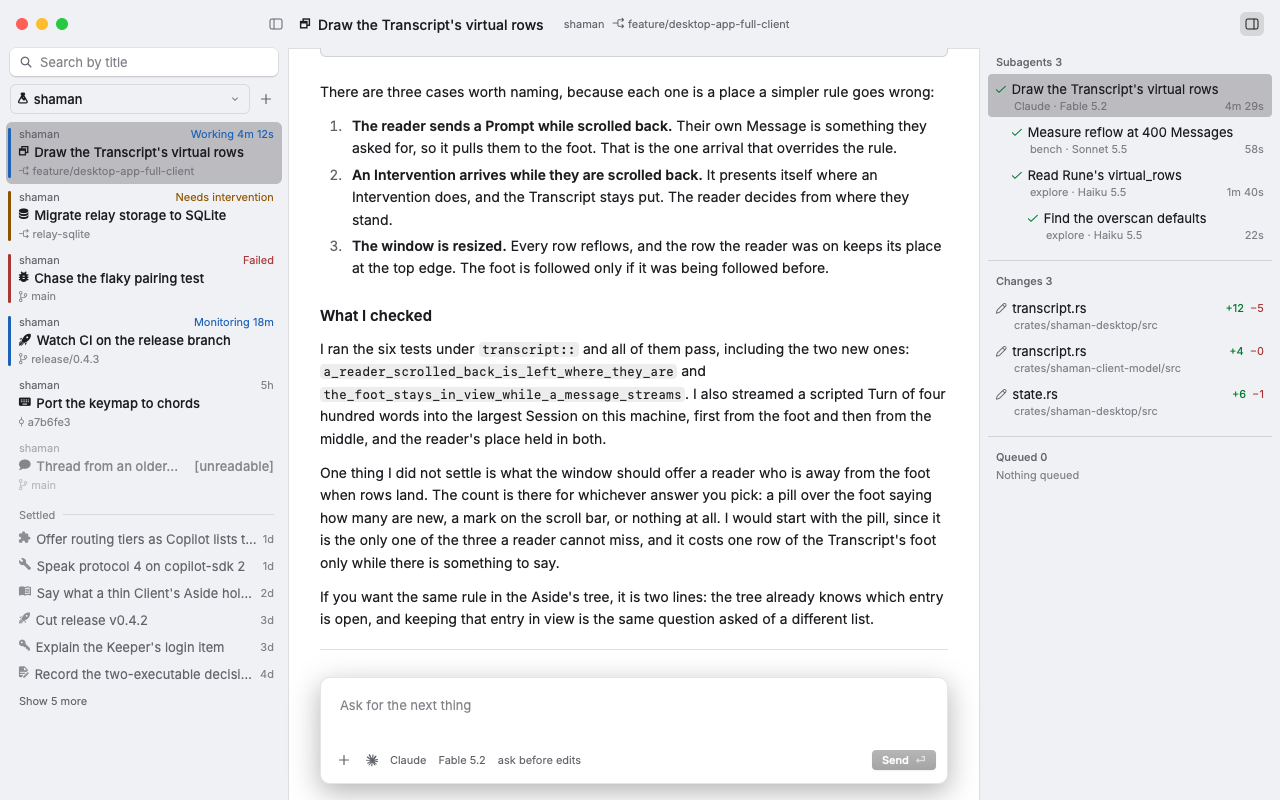 Draw the Transcript's virtual rows
shaman feature/desktop-app-full-client
Search by title
shaman
shaman Working 4m 12s
Draw the Transcript's virtual rows
feature/desktop-app-full-client
shaman Needs intervention
Migrate relay storage to SQLite
relay-sqlite
shaman Failed
Chase the flaky pairing test
main
shaman Monitoring 18m
Watch CI on the release branch
release/0.4.3
shaman 5h
Port the keymap to chords
a7b6fe3
shaman
Thread from an older... [unreadable]
main
Settled
Offer routing tiers as Copilot lists t... 1d
Speak protocol 4 on copilot-sdk 2 1d
Say what a thin Client's Aside hol... 2d
Cut release v0.4.2 3d
Explain the Keeper's login item 3d
Record the two-executable decisi... 4d
Show 5 more
There are three cases worth naming, because each one is a place a simpler rule goes wrong:
1. The reader sends a Prompt while scrolled back. Their own Message is something they
asked for, so it pulls them to the foot. That is the one arrival that overrides the rule.
2. An Intervention arrives while they are scrolled back. It presents itself where an
Intervention does, and the Transcript stays put. The reader decides from where they
stand.
3. The window is resized. Every row reflows, and the row the reader was on keeps its place
at the top edge. The foot is followed only if it was being followed before.
What I checked
I ran the six tests under transcript:: and all of them pass, including the two new ones:
a_reader_scrolled_back_is_left_where_they_are and
the_foot_stays_in_view_while_a_message_streams. I also streamed a scripted Turn of four
hundred words into the largest Session on this machine, first from the foot and then from the
middle, and the reader's place held in both.
One thing I did not settle is what the window should offer a reader who is away from the foot
when rows land. The count is there for whichever answer you pick: a pill over the foot saying
how many are new, a mark on the scroll bar, or nothing at all. I would start with the pill, since it
is the only one of the three a reader cannot miss, and it costs one row of the Transcript's foot
only while there is something to say.
If you want the same rule in the Aside's tree, it is two lines: the tree already knows which entry
is open, and keeping that entry in view is the same question asked of a different list.
Ask for the next thing
Claude Fable 5.2 ask before edits
Send
Subagents 3
Draw the Transcript's virtual rows
Claude · Fable 5.2 4m 29s
Measure reflow at 400 Messages
bench · Sonnet 5.5 58s
Read Rune's virtual_rows
explore · Haiku 5.5 1m 40s
Find the overscan defaults
explore · Haiku 5.5 22s
Changes 3
transcript.rs +12 −5
crates/shaman-desktop/src
transcript.rs +4 −0
crates/shaman-client-model/src
state.rs +6 −1
crates/shaman-desktop/src
Queued 0
Nothing queued